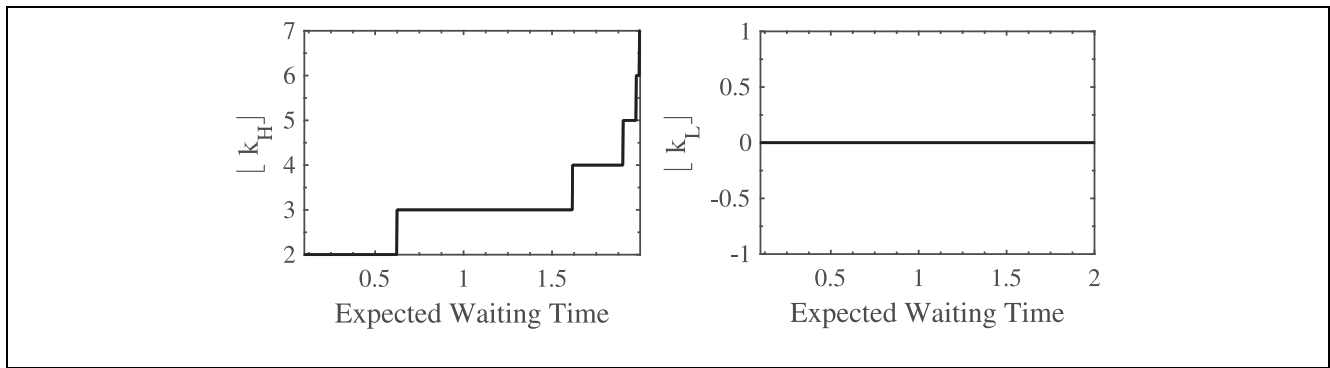 7
6
5
4
3
2
⌊ k_H ⌋
0.5 1 1.5
Expected Waiting Time
1
0.5
0
-0.5
-1
⌊ k_L ⌋
0.5 1 1.5 2
Expected Waiting Time